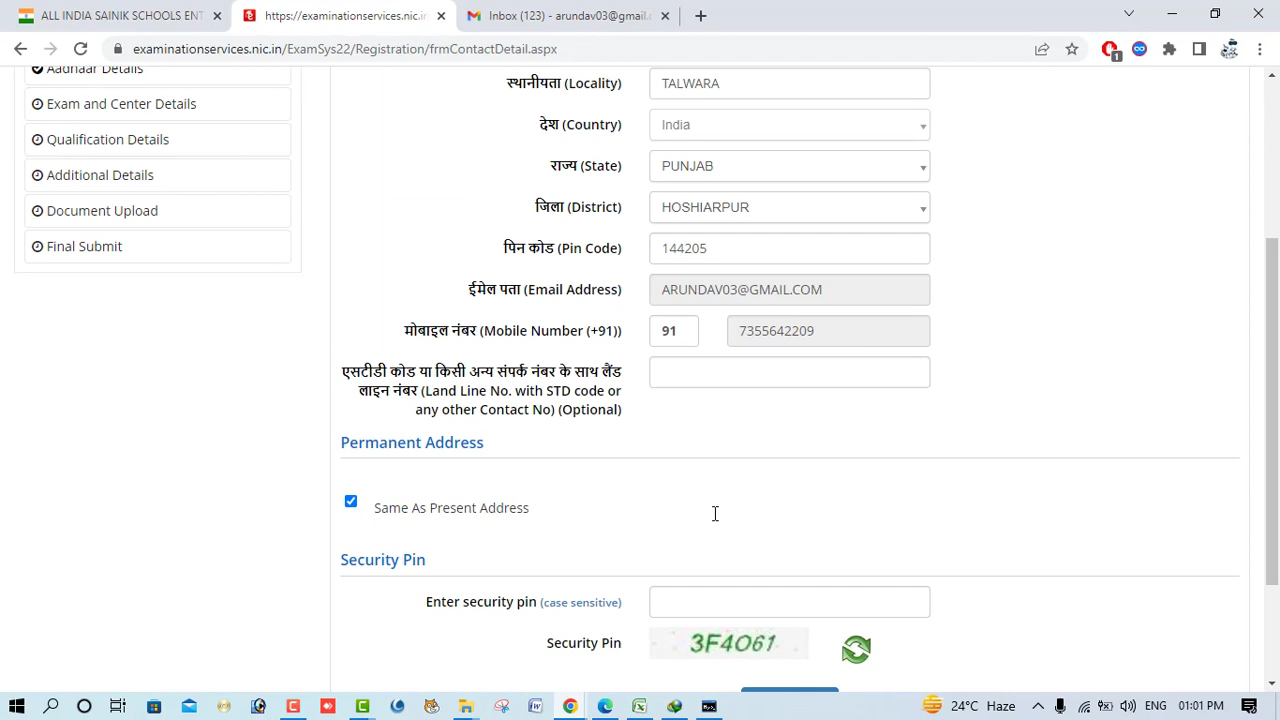 ALL INDIA SAINIK SCHOOLS ENT
https://examinationservices.nic.in
Inbox (123) - arundav03@gmail.c
examinationservices.nic.in/ExamSys22/Registration/frmContactDetail.aspx
1
Aadhaar Details
Exam and Center Details
Qualification Details
Additional Details
Document Upload
Final Submit
स्थानीयता (Locality) TALWARA
देश (Country) India
राज्य (State) PUNJAB
जिला (District) HOSHIARPUR
पिन कोड (Pin Code) 144205
ईमेल पता (Email Address) ARUNDAV03@GMAIL.COM
मोबाइल नंबर (Mobile Number (+91)) 91 7355642209
एसटीडी कोड या किसी अन्य संपर्क नंबर के साथ लैंड
लाइन नंबर (Land Line No. with STD code or
any other Contact No) (Optional)
Permanent Address
Same As Present Address
Security Pin
Enter security pin (case sensitive)
Security Pin 3F4O61
24°C Haze ENG 01:01 PM